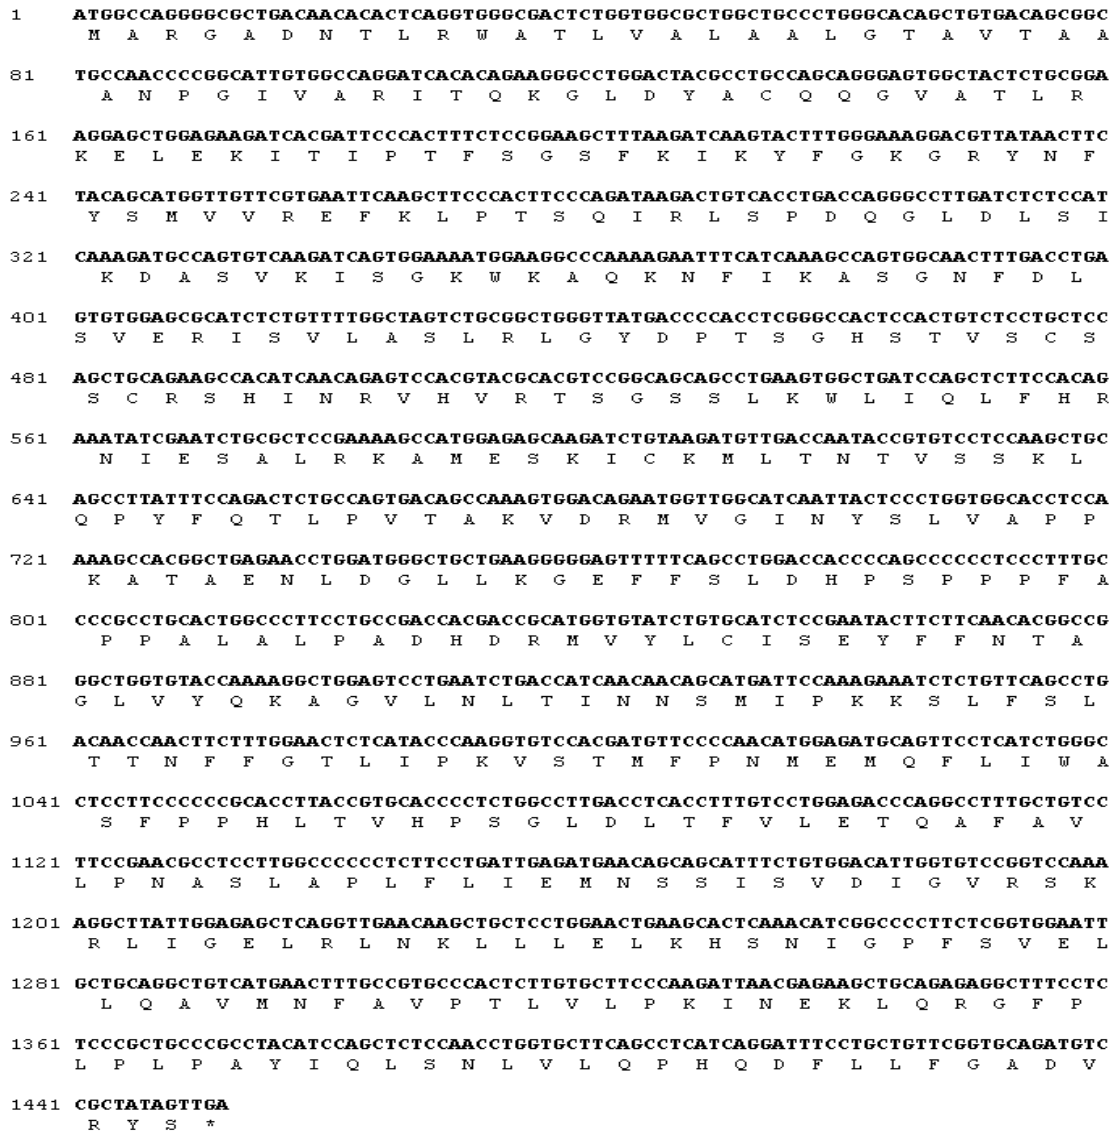 1 ATGGCCAGGGGCGCTGACAACACACTCAGGTGGGCGACTCTGGTGGCGCTGGCTGCCCTGGGCACAGCTGTGACAGCGGC
M A R G A D N T L R W A T L V A L A A L G T A V T A A
81 TGCCAACCCCGGCATTGTGGCCAGGATCACACAGAAGGGCCTGGACTACGCCTGCCAGCAGGGAGTGGCTACTCTGCGGA
A N P G I V A R I T Q K G L D Y A C Q Q G V A T L R
161 AGGAGCTGGAGAAGATCACGATTCCCACTTTCTCCGGAAGCTTTAAGATCAAGTACTTTGGGAAAGGACGTTATAACTTC
K E L E K I T I P T F S G S F K I K Y F G K G R Y N F
241 TACAGCATGGTTGTTCGTGAATTCAAGCTTCCCACTTCCCAGATAAGACTGTCACCTGACCAGGGCCTTGATCTCTCCAT
Y S M V V R E F K L P T S Q I R L S P D Q G L D L S I
321 CAAAGATGCCAGTGTCAAGATCAGTGGAAAATGGAAGGCCCAAAAGAATTTCATCAAAGCCAGTGGCAACTTTGACCTGA
K D A S V K I S G K W K A Q K N F I K A S G N F D L
401 GTGTGGAGCGCATCTCTGTTTTGGCTAGTCTGCGGCTGGGTTATGACCCCACCTCGGGCCACTCCACTGTCTCCTGCTCC
S V E R I S V L A S L R L G Y D P T S G H S T V S C S
481 AGCTGCAGAAGCCACATCAACAGAGTCCACGTACGCACGTCCGGCAGCAGCCTGAAGTGGCTGATCCAGCTCTTCCACAG
S C R S H I N R V H V R T S G S S L K W L I Q L F H R
561 AAATATCGAATCTGCGCTCCGAAAAGCCATGGAGAGCAAGATCTGTAAGATGTTGACCAATACCGTGTCCTCCAAGCTGC
N I E S A L R K A M E S K I C K M L T N T V S S K L
641 AGCCTTATTTCCAGACTCTGCCAGTGACAGCCAAAGTGGACAGAATGGTTGGCATCAATTACTCCCTGGTGGCACCTCCA
Q P Y F Q T L P V T A K V D R M V G I N Y S L V A P P
721 AAAGCCACGGCTGAGAACCTGGATGGGCTGCTGAAGGGGGAGTTTTTCAGCCTGGACCACCCCAGCCCCCCTCCCTTTGC
K A T A E N L D G L L K G E F F S L D H P S P P P F A
801 CCCGCCTGCACTGGCCCTTCCTGCCGACCACGACCGCATGGTGTATCTGTGCATCTCCGAATACTTCTTCAACACGGCCG
P P A L A L P A D H D R M V Y L C I S E Y F F N T A
881 GGCTGGTGTACCAAAAGGCTGGAGTCCTGAATCTGACCATCAACAACAGCATGATTCCAAAGAAATCTCTGTTCAGCCTG
G L V Y Q K A G V L N L T I N N S M I P K K S L F S L
961 ACAACCAACTTCTTTGGAACTCTCATACCCAAGGTGTCCACGATGTTCCCCAACATGGAGATGCAGTTCCTCATCTGGGC
T T N F F G T L I P K V S T M F P N M E M Q F L I W A
1041 CTCCTTCCCCCCGCACCTTACCGTGCACCCCTCTGGCCTTGACCTCACCTTTGTCCTGGAGACCCAGGCCTTTGCTGTCC
S F P P H L T V H P S G L D L T F V L E T Q A F A V
1121 TTCCGAACGCCTCCTTGGCCCCCCTCTTCCTGATTGAGATGAACAGCAGCATTTCTGTGGACATTGGTGTCCGGTCCAAA
L P N A S L A P L F L I E M N S S I S V D I G V R S K
1201 AGGCTTATTGGAGAGCTCAGGTTGAACAAGCTGCTCCTGGAACTGAAGCACTCAAACATCGGCCCCTTCTCGGTGGAATT
R L I G E L R L N K L L L E L K H S N I G P F S V E L
1281 GCTGCAGGCTGTCATGAACTTTGCCGTGCCCACTCTTGTGCTTCCCAAGATTAACGAGAAGCTGCAGAGAGGCTTTCCTC
L Q A V M N F A V P T L V L P K I N E K L Q R G F P
1361 TCCCGCTGCCCGCCTACATCCAGCTCTCCAACCTGGTGCTTCAGCCTCATCAGGATTTCCTGCTGTTCGGTGCAGATGTC
L P L P A Y I Q L S N L V L Q P H Q D F L L F G A D V
1441 CGCTATAGTTGA
R Y S *